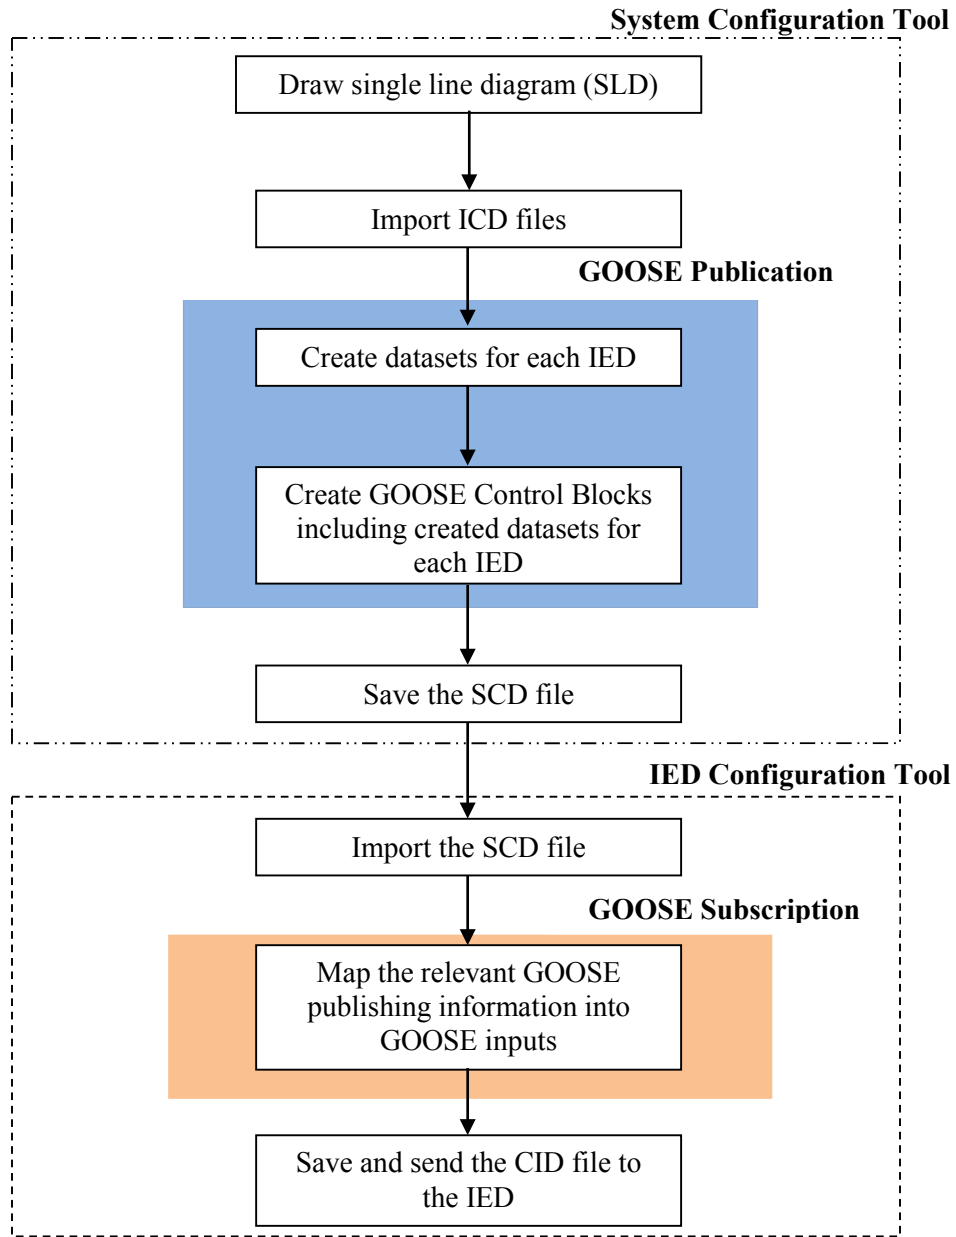 System Configuration Tool
Draw single line diagram (SLD)
Import ICD files
GOOSE Publication
Create datasets for each IED
Create GOOSE Control Blocks
including created datasets for
each IED
Save the SCD file
IED Configuration Tool
Import the SCD file
GOOSE Subscription
Map the relevant GOOSE
publishing information into
GOOSE inputs
Save and send the CID file to
the IED